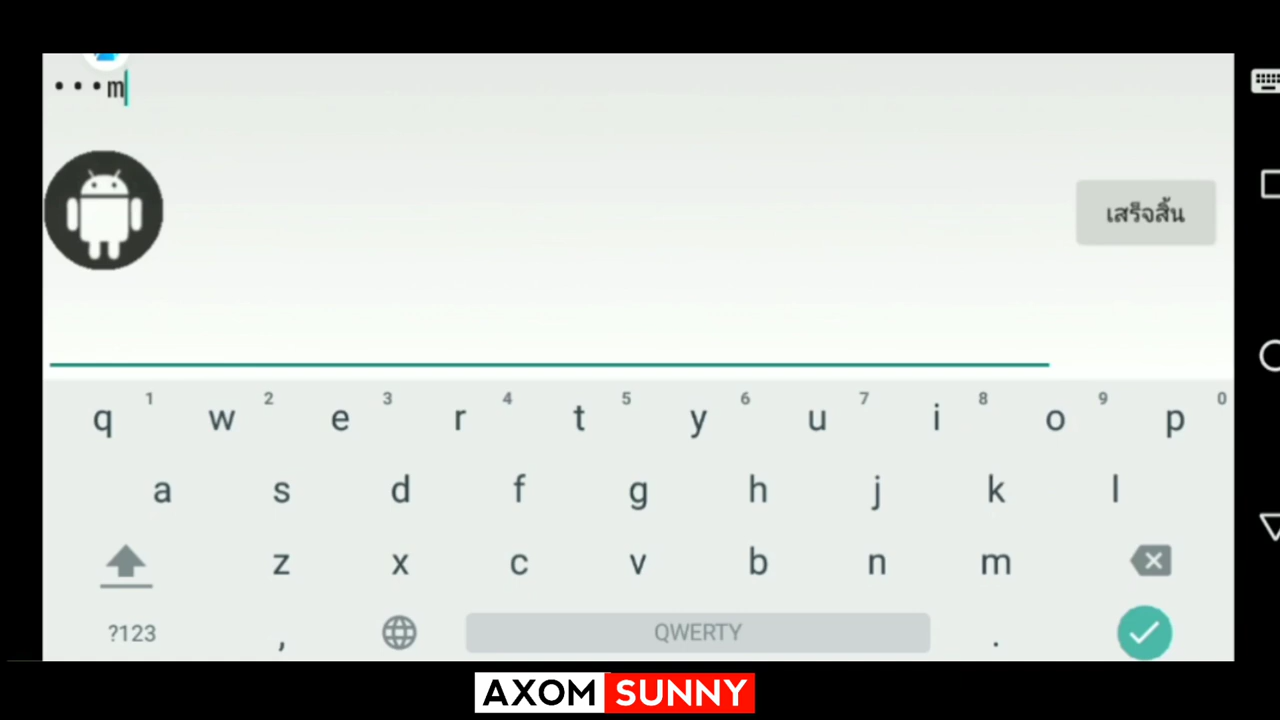 •••m
เสร็จสิ้น
1 2 3 4 5 6 7 8 9 0
q w e r t y u i o p
a s d f g h j k l
z x c v b n m
?123 , QWERTY .
AXOM SUNNY